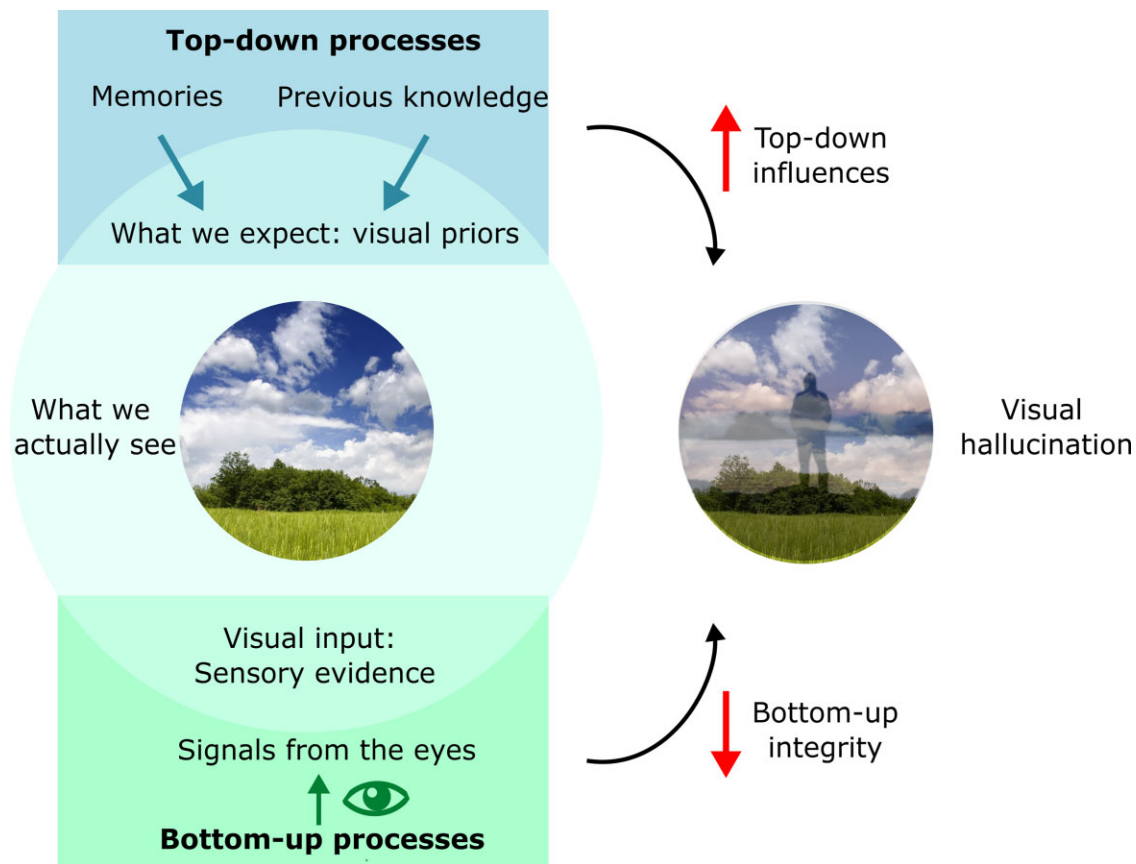 Top-down processes
Memories
Previous knowledge
What we expect: visual priors
Top-down
influences
What we
actually see
Visual
hallucination
Visual input:
Sensory evidence
Signals from the eyes
Bottom-up processes
Bottom-up
integrity